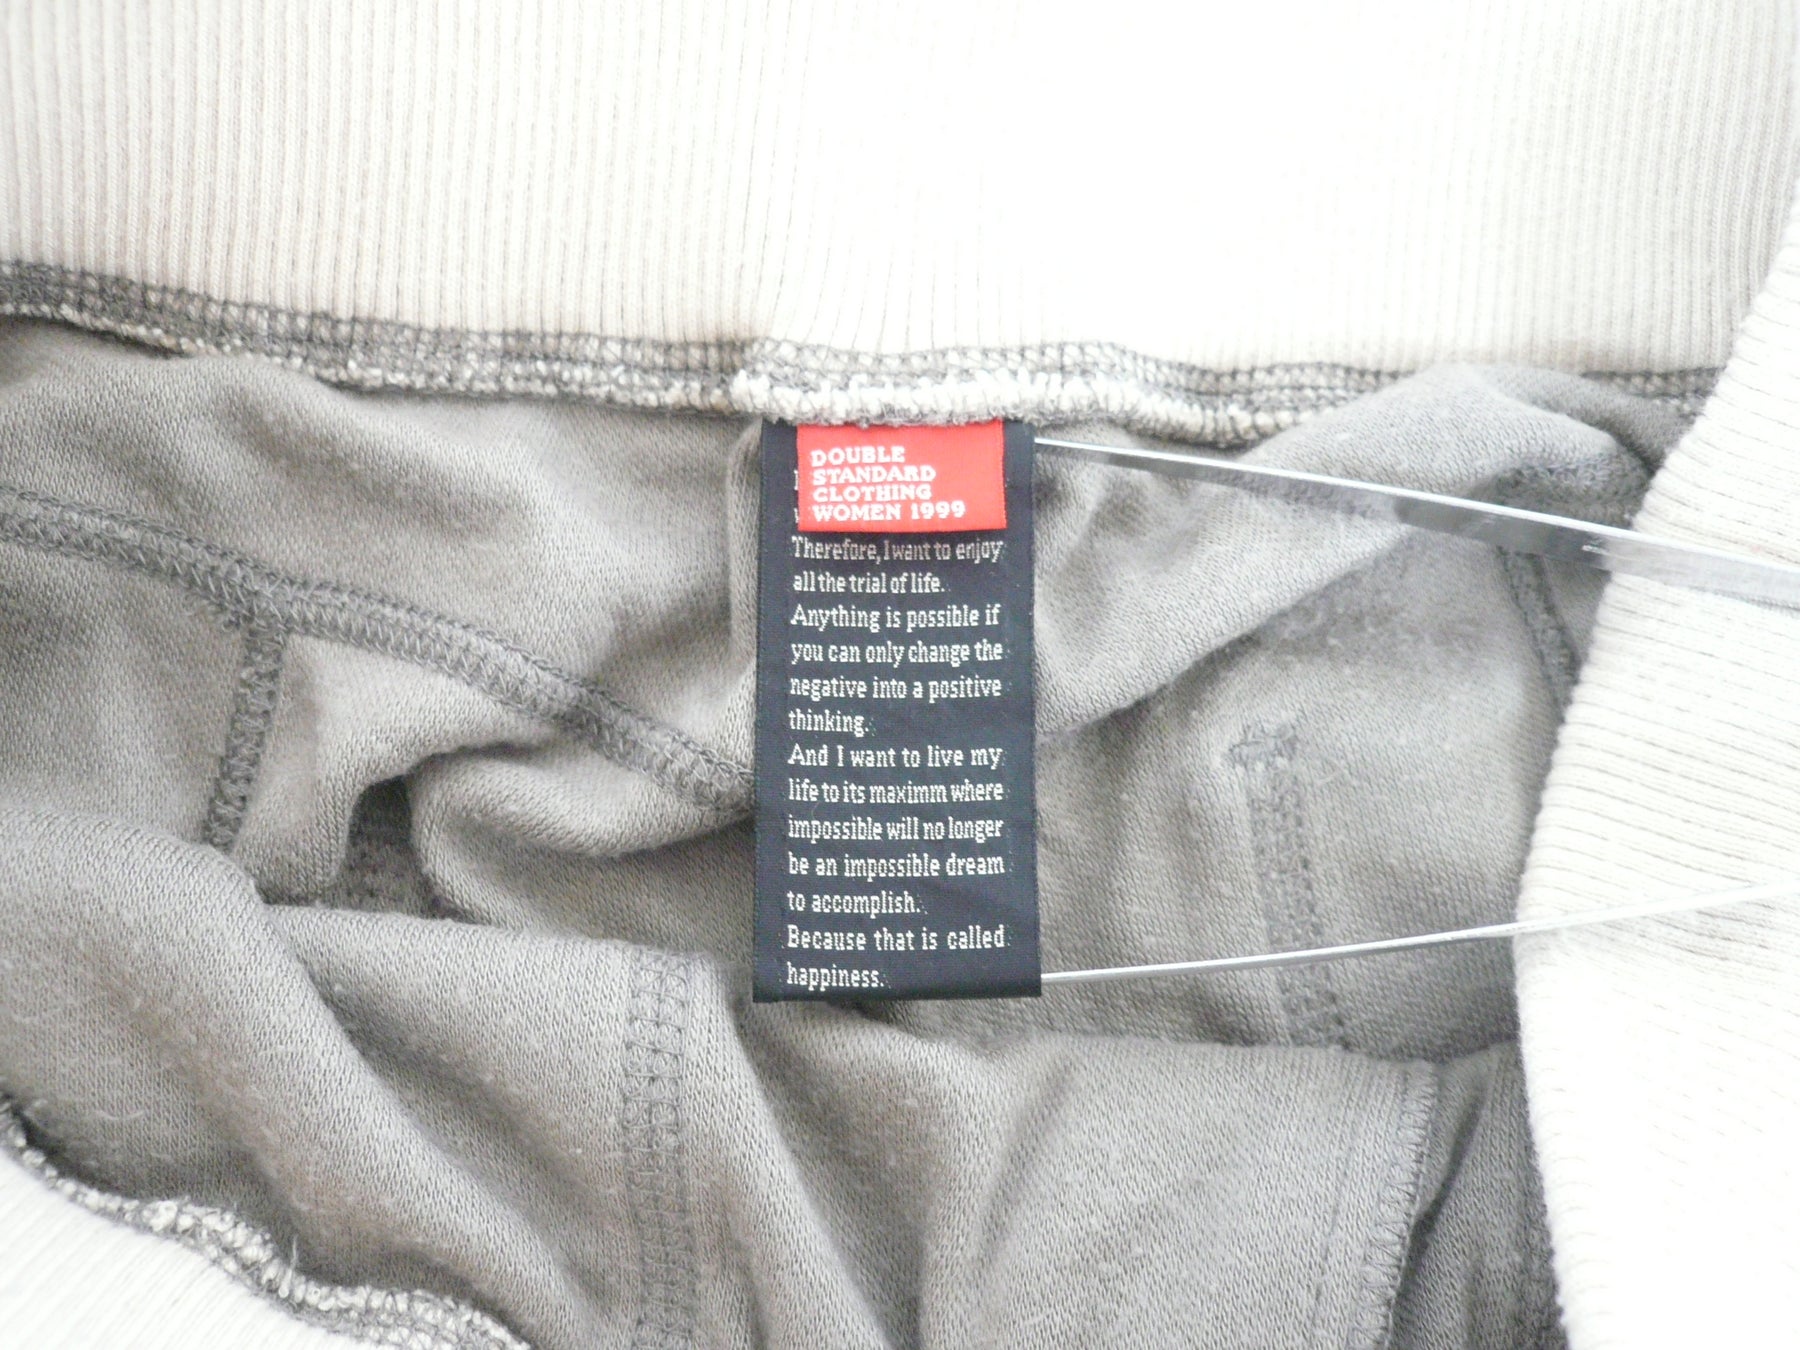 DOUBLE
STANDARD
CLOTHING
WOMEN 1999
Therefore, I want to enjoy
all the trial of life.
Anything is possible if
you can only change the
negative into a positive
thinking.
And I want to live my
life to its maximm where
impossible will no longer
be an impossible dream
to accomplish.
Because that is called
happiness.